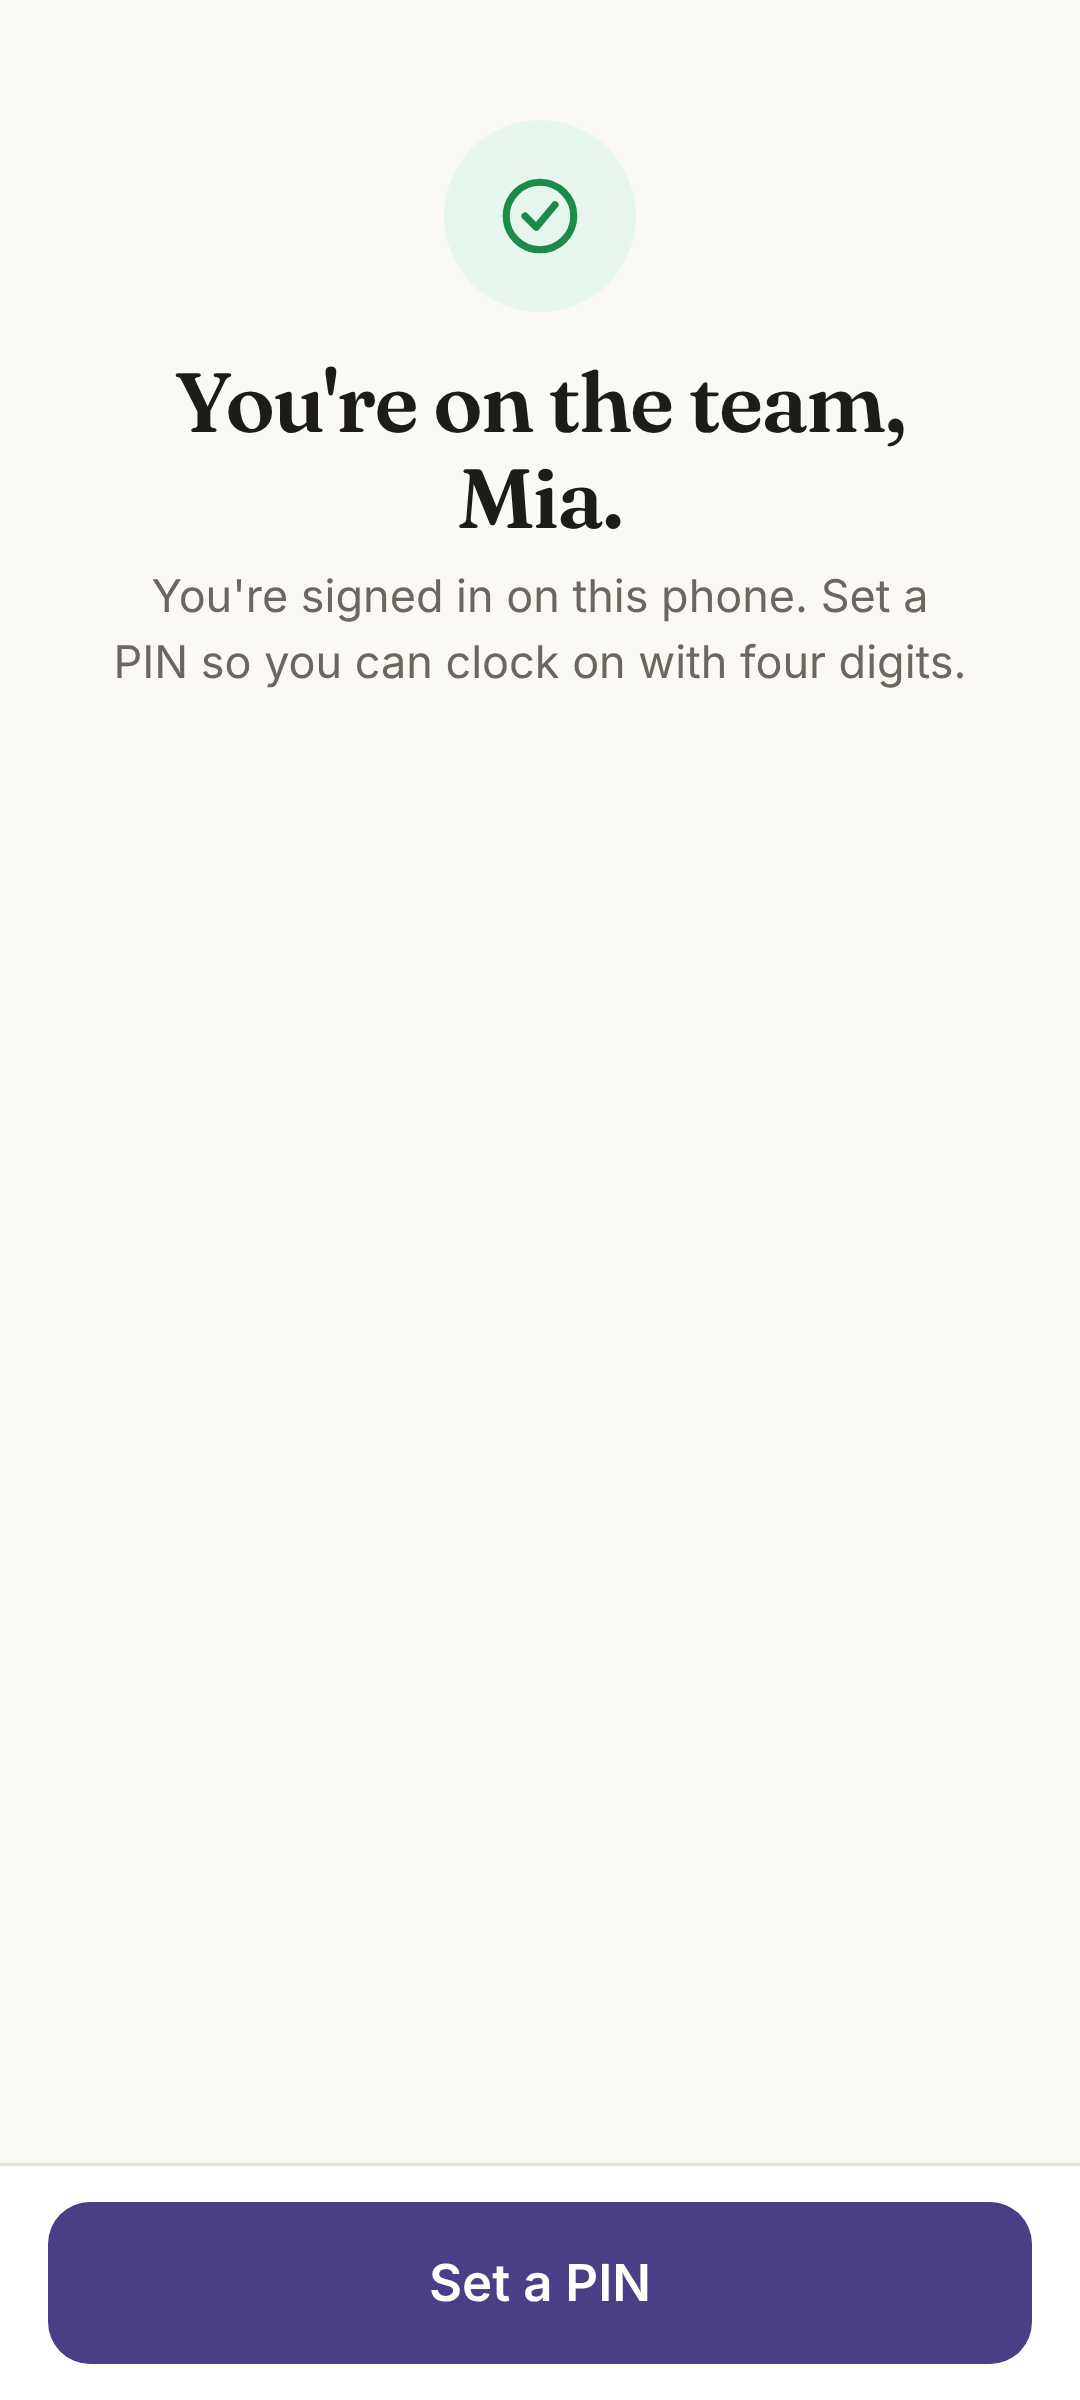 You're on the team,
Mia.
You're signed in on this phone. Set a
PIN so you can clock on with four digits.
Set a PIN